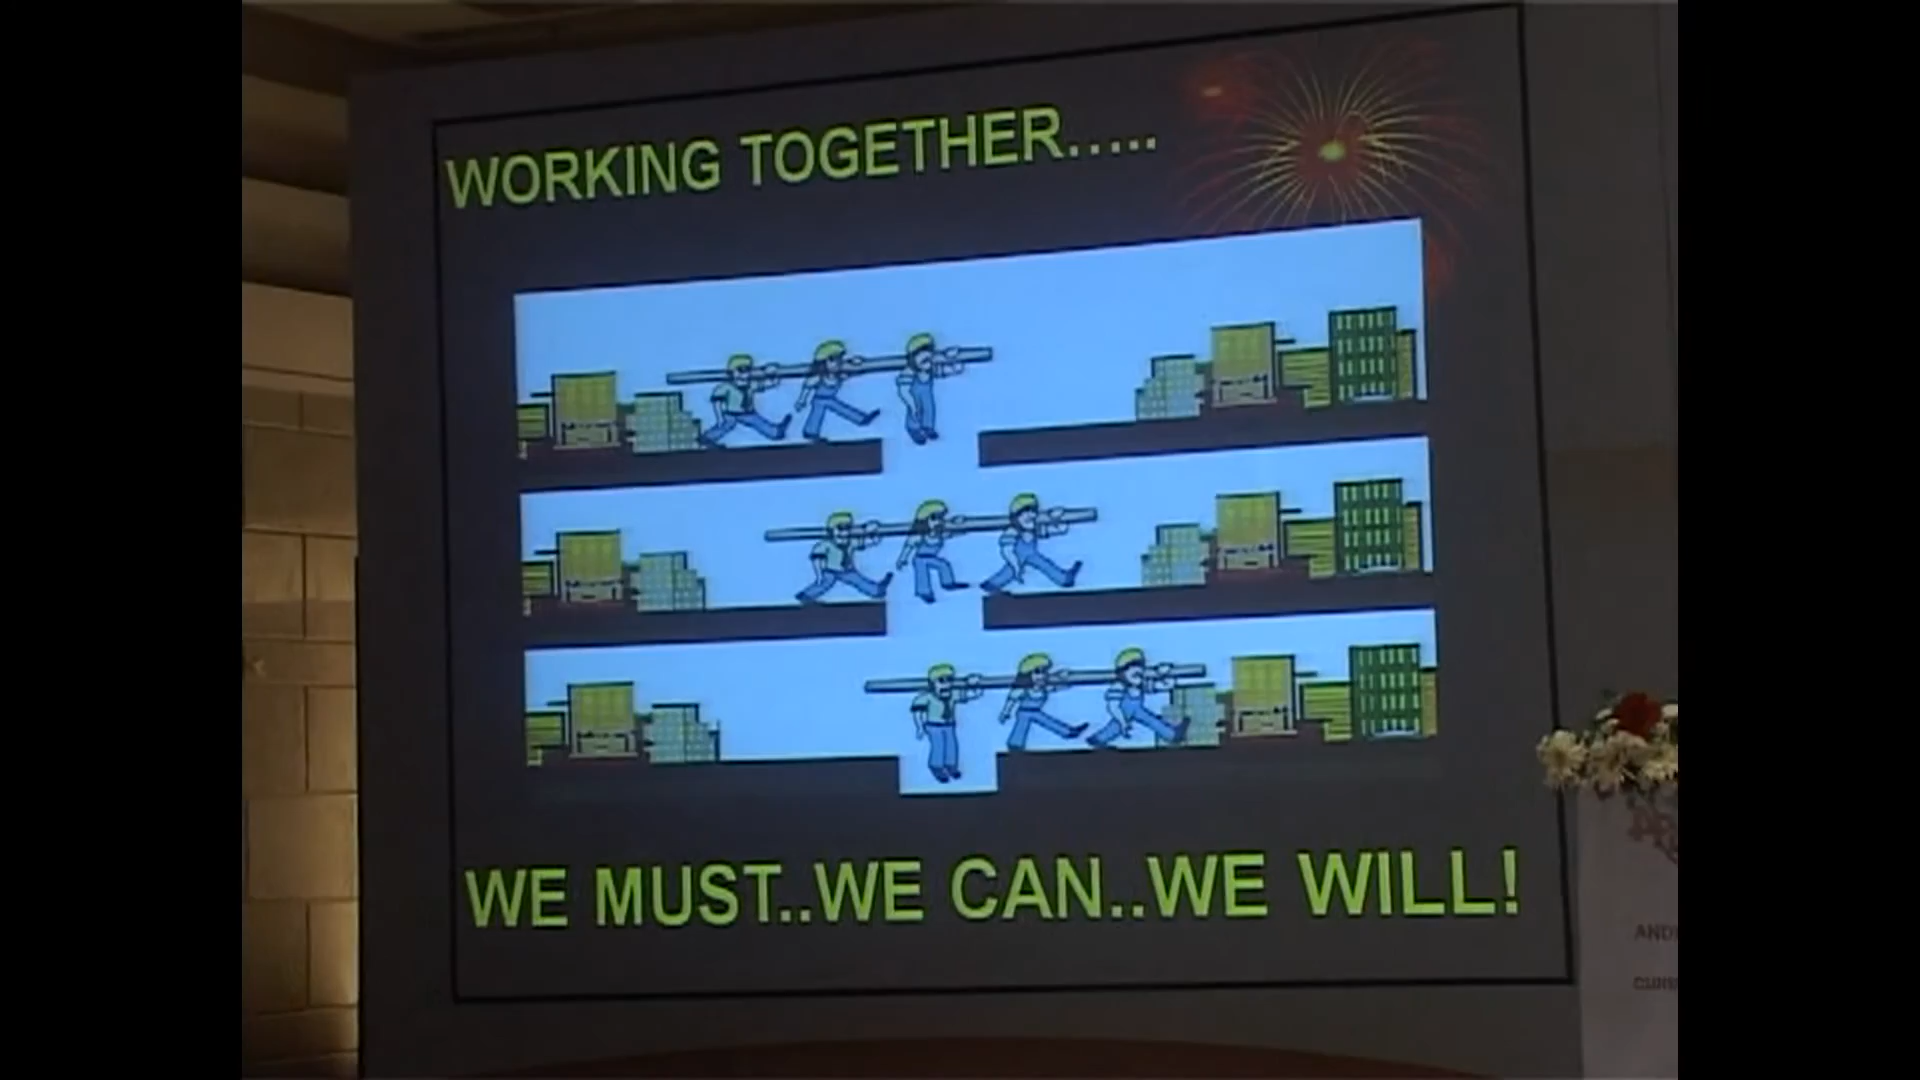 WORKING TOGETHER.....
WE MUST..WE CAN..WE WILL!